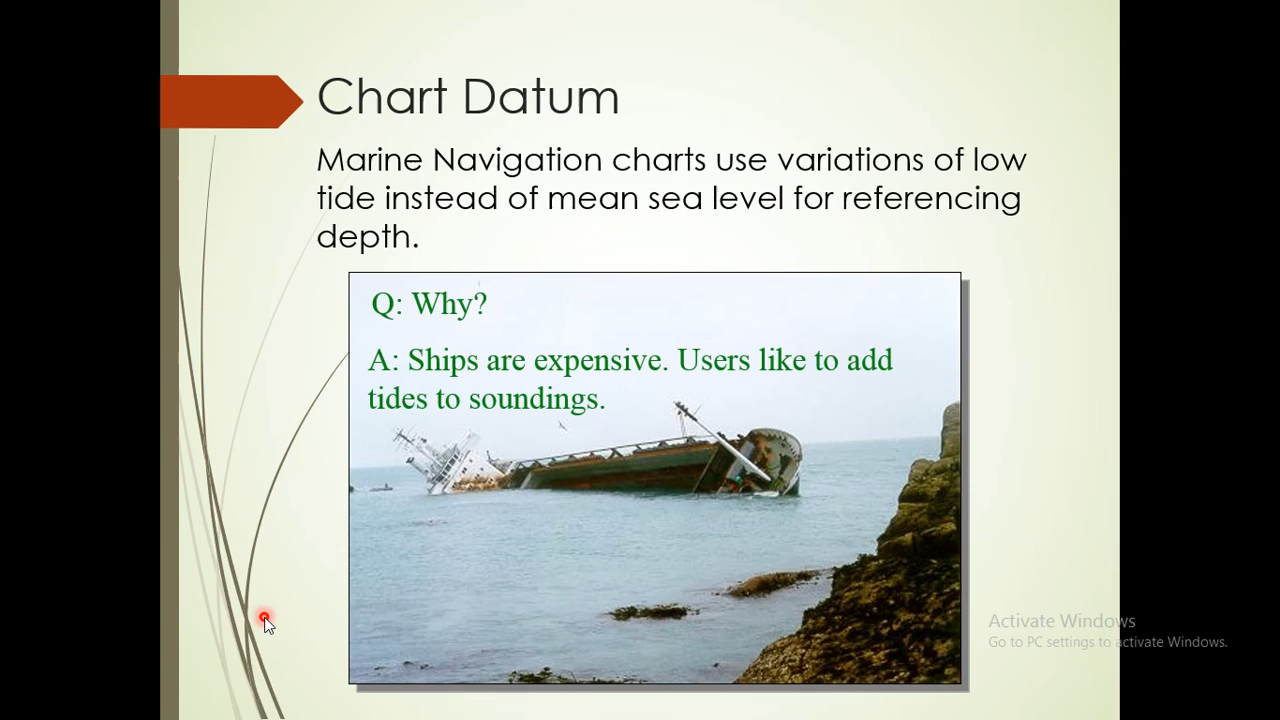 Chart Datum
Marine Navigation charts use variations of low
tide instead of mean sea level for referencing
depth.
Q: Why?
A: Ships are expensive. Users like to add
tides to soundings.
Activate Windows
Go to PC settings to activate Windows.